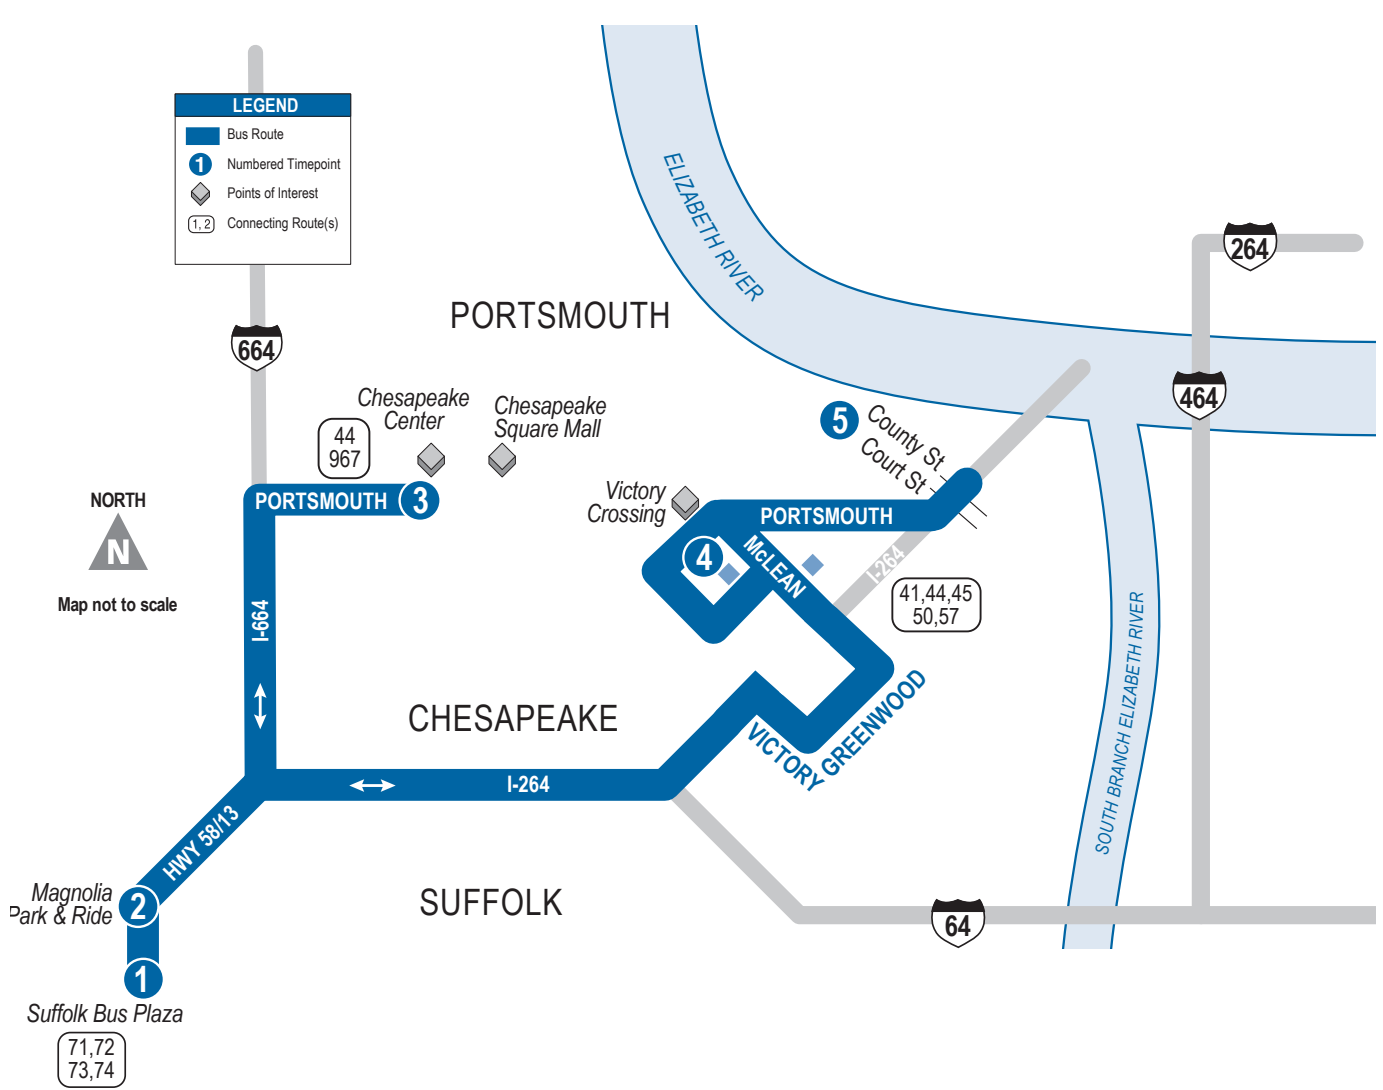 LEGEND
Bus Route
1
Numbered Timepoint
Points of Interest
1, 2
Connecting Route(s)
664
PORTSMOUTH
ELIZABETH RIVER
264
464
Chesapeake
Center
Chesapeake
Square Mall
44
967
5
County St
Court St
PORTSMOUTH
3
NORTH
N
Map not to scale
Victory
Crossing
PORTSMOUTH
4
McLEAN
I-264
41,44,45
50,57
I-664
CHESAPEAKE
VICTORY
GREENWOOD
SOUTH BRANCH ELIZABETH RIVER
I-264
HWY 58/13
Magnolia
Park & Ride
2
SUFFOLK
64
1
Suffolk Bus Plaza
71,72
73,74